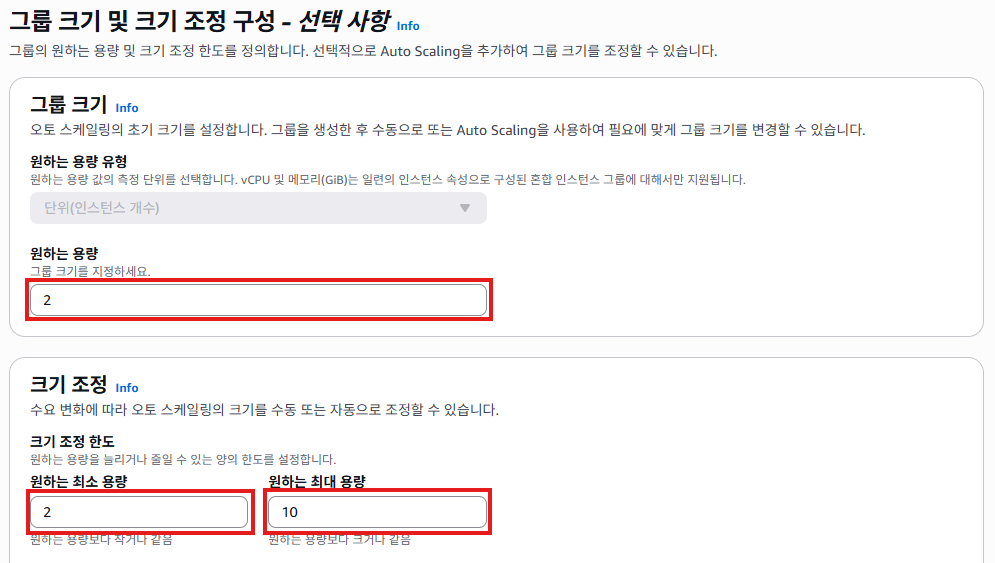 그룹 크기 및 크기 조정 구성 - 선택 사항 Info
그룹의 원하는 용량 및 크기 조정 한도를 정의합니다. 선택적으로 Auto Scaling을 추가하여 그룹 크기를 조정할 수 있습니다.
그룹 크기 Info
오토 스케일링의 초기 크기를 설정합니다. 그룹을 생성한 후 수동으로 또는 Auto Scaling을 사용하여 필요에 맞게 그룹 크기를 변경할 수 있습니다.
원하는 용량 유형
원하는 용량 값의 측정 단위를 선택합니다. vCPU 및 메모리(GiB)는 일련의 인스턴스 속성으로 구성된 혼합 인스턴스 그룹에 대해서만 지원됩니다.
단위(인스턴스 개수)
원하는 용량
그룹 크기를 지정하세요.
2
크기 조정 Info
수요 변화에 따라 오토 스케일링의 크기를 수동 또는 자동으로 조정할 수 있습니다.
크기 조정 한도
원하는 용량을 늘리거나 줄일 수 있는 양의 한도를 설정합니다.
원하는 최소 용량 원하는 최대 용량
2 10
원하는 용량보다 작거나 같음 원하는 용량보다 크거나 같음